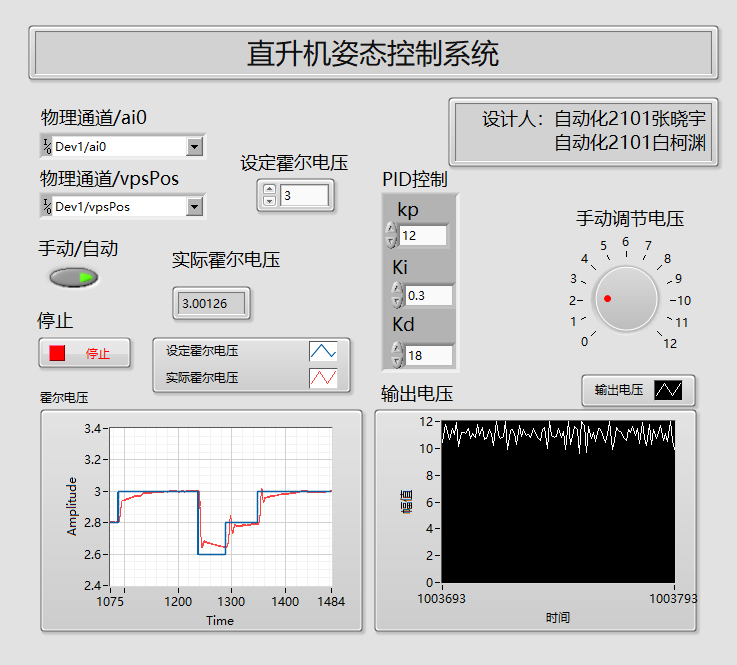 直升机姿态控制系统
设计人：自动化2101张晓宇
自动化2101白柯渊
物理通道/ai0
Dev1/ai0
物理通道/vpsPos
Dev1/vpsPos
设定霍尔电压
3
手动/自动
实际霍尔电压
3.00126
停止
停止
设定霍尔电压
实际霍尔电压
PID控制
kp
12
Ki
0.3
Kd
18
手动调节电压
0
1
2
3
4
5
6
7
8
9
10
11
12
霍尔电压
3.4
3.2
3
2.8
2.6
2.4
Amplitude
1075
1200
1300
1400
1484
Time
输出电压
输出电压
12
10
8
6
4
2
0
幅值
1003693
1003793
时间